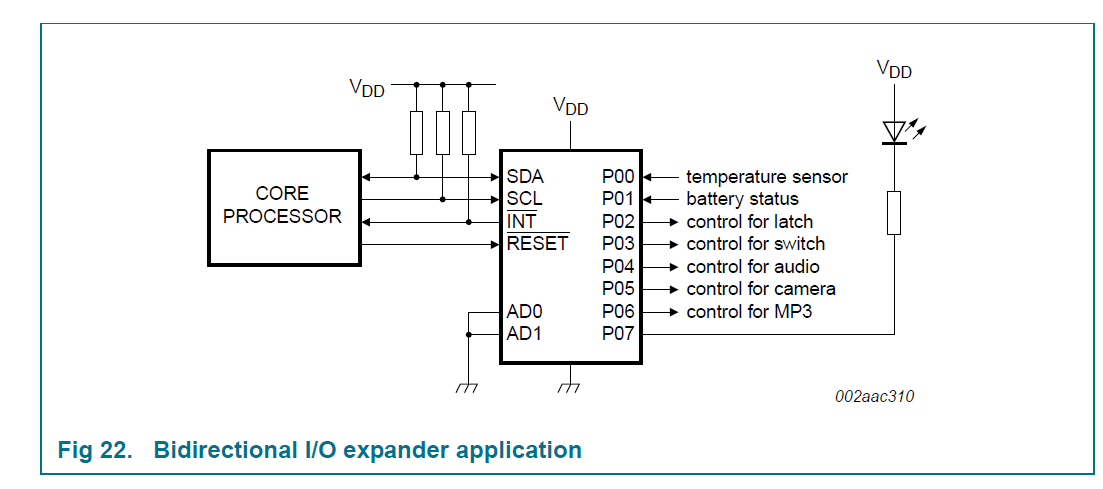 VDD
VDD
VDD
CORE
PROCESSOR
SDA
SCL
INT
RESET
AD0
AD1
P00
P01
P02
P03
P04
P05
P06
P07
temperature sensor
battery status
control for latch
control for switch
control for audio
control for camera
control for MP3
002aac310
Fig 22. Bidirectional I/O expander application